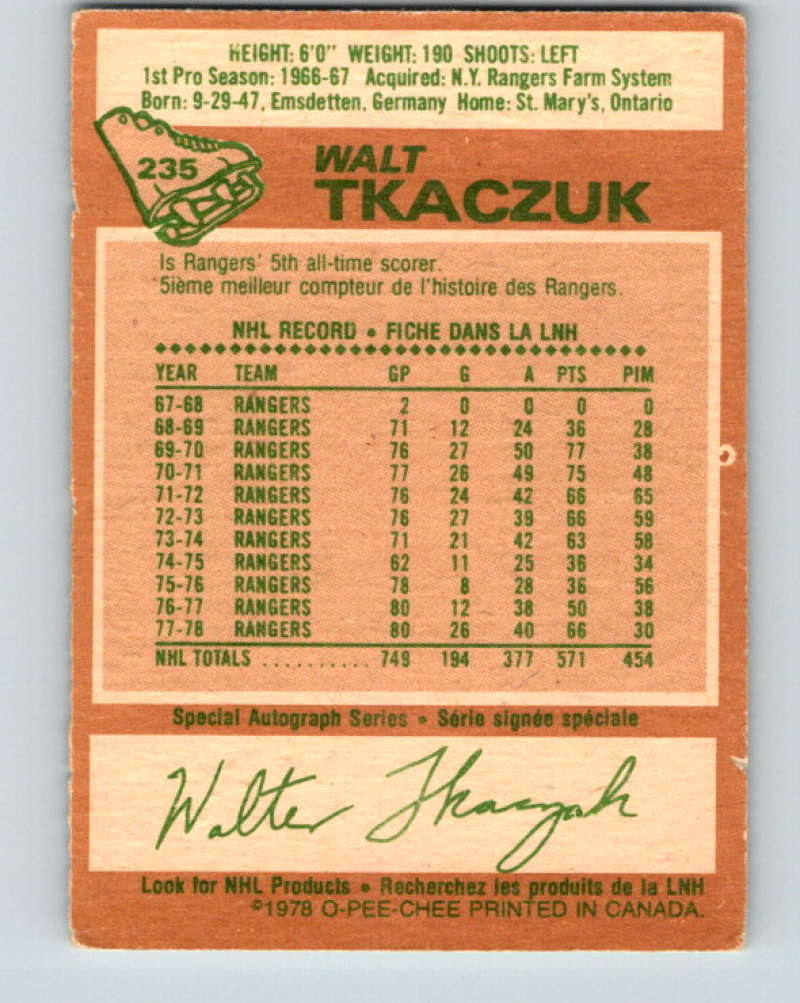 HEIGHT: 6'0" WEIGHT: 190 SHOOTS: LEFT
1st Pro Season: 1966-67 Acquired: N.Y. Rangers Farm System
Born: 9-29-47, Emsdetten, Germany Home: St. Mary's, Ontario
235
WALT
TKACZUK
Is Rangers' 5th all-time scorer.
5ième meilleur compteur de l'histoire des Rangers.
NHL RECORD • FICHE DANS LA LNH
YEAR TEAM GP G A PTS PIM
67-68 RANGERS 2 0 0 0 0
68-69 RANGERS 71 12 24 36 28
69-70 RANGERS 76 27 50 77 38
70-71 RANGERS 77 26 49 75 48
71-72 RANGERS 76 24 42 66 65
72-73 RANGERS 76 27 39 66 59
73-74 RANGERS 71 21 42 63 58
74-75 RANGERS 62 11 25 36 34
75-76 RANGERS 78 8 28 36 56
76-77 RANGERS 80 12 38 50 38
77-78 RANGERS 80 26 40 66 30
NHL TOTALS .......... 749 194 377 571 454
Special Autograph Series • Série signée spéciale
Walter Tkaczuk
Look for NHL Products • Recherchez les produits de la LNH
©1978 O-PEE-CHEE PRINTED IN CANADA.